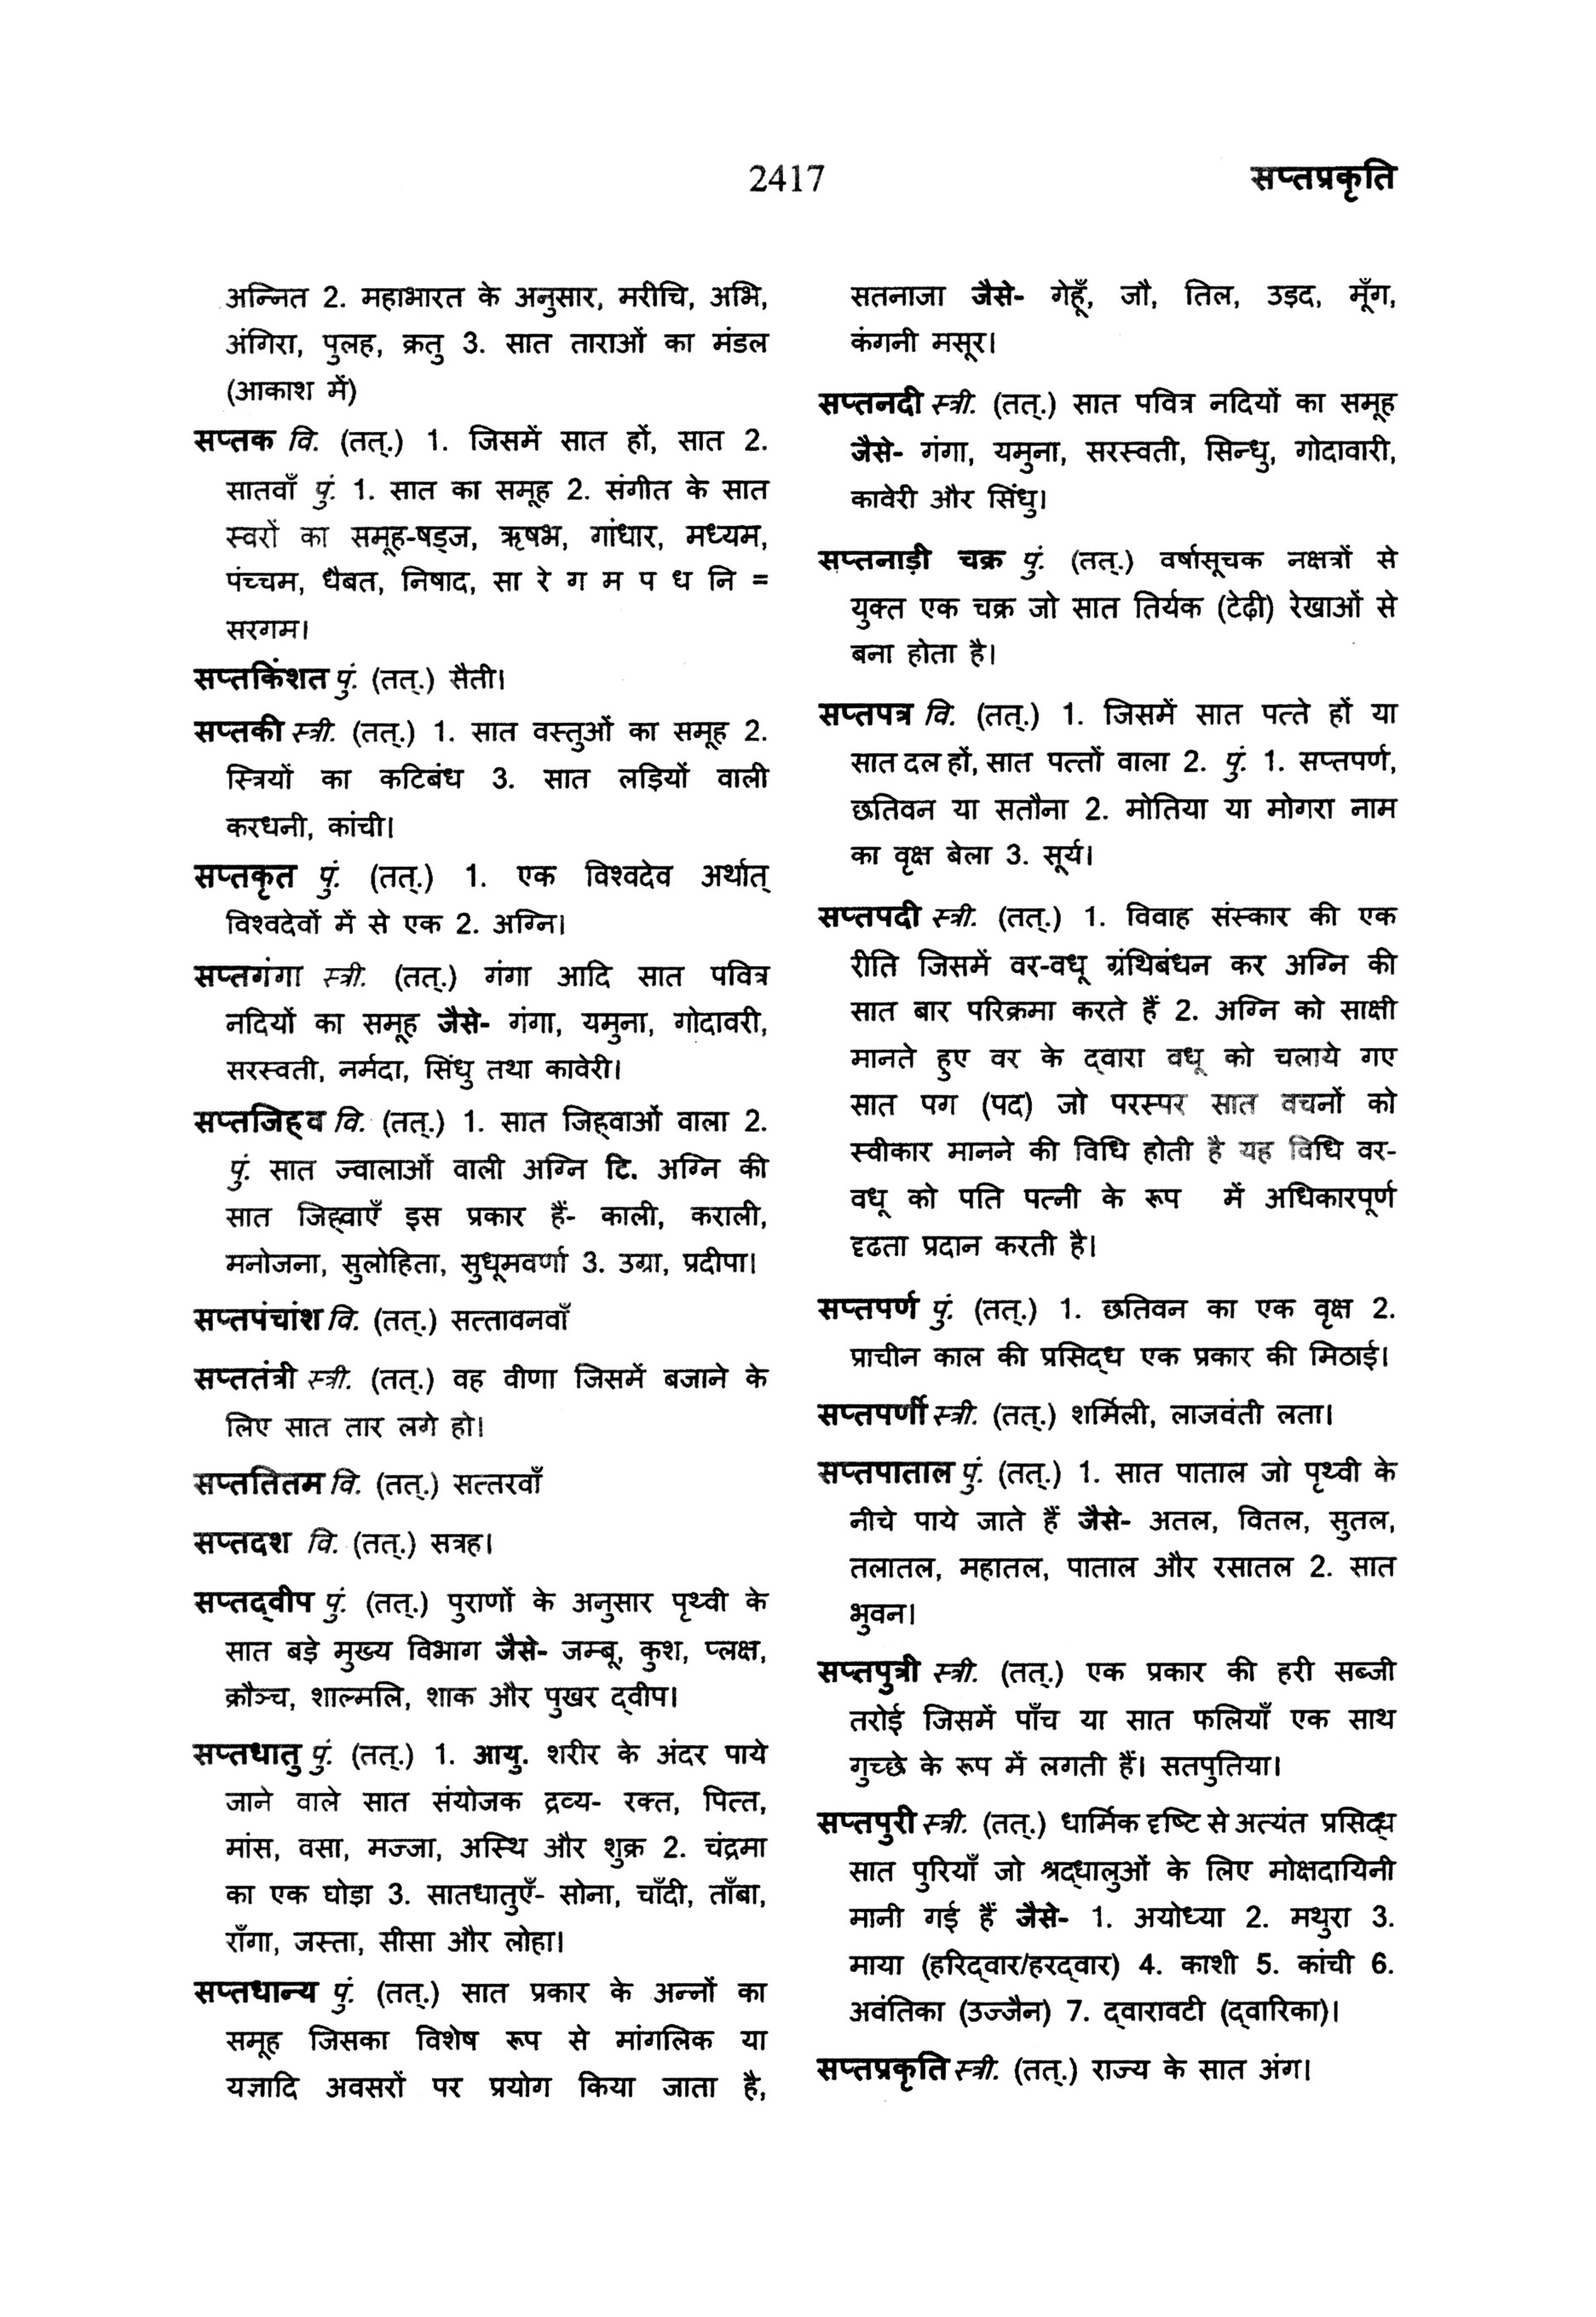 2417
सप्तप्रकृति
अन्नित 2. महाभारत के अनुसार, मरीचि, अभि,
अंगिरा, पुलह, क्रतु 3. सात ताराओं का मंडल
(आकाश में)
सप्तक वि. (तत्.) 1. जिसमें सात हों, सात 2.
सातवाँ पुं. 1. सात का समूह 2. संगीत के सात
स्वरों का समूह-षड्ज, ऋषभ, गांधार, मध्यम,
पंच्चम, धैबत, निषाद, सा रे ग म प ध नि =
सरगम।
सप्तकिंशत पुं. (तत्.) सैती।
सप्तकी स्त्री. (तत्.) 1. सात वस्तुओं का समूह 2.
स्त्रियों का कटिबंध 3. सात लड़ियों वाली
करधनी, कांची।
सप्तकृत पुं. (तत्.) 1. एक विश्वदेव अर्थात्
विश्वदेवों में से एक 2. अग्नि।
सप्तगंगा स्त्री. (तत्.) गंगा आदि सात पवित्र
नदियों का समूह जैसे- गंगा, यमुना, गोदावरी,
सरस्वती, नर्मदा, सिंधु तथा कावेरी।
सप्तजिह्व वि. (तत्.) 1. सात जिह्वाओं वाला 2.
पुं. सात ज्वालाओं वाली अग्नि टि. अग्नि की
सात जिह्वाएँ इस प्रकार हैं- काली, कराली,
मनोजना, सुलोहिता, सुधूमवर्णा 3. उग्रा, प्रदीपा।
सप्तपंचांश वि. (तत्.) सत्तावनवाँ
सप्ततंत्री स्त्री. (तत्.) वह वीणा जिसमें बजाने के
लिए सात तार लगे हो।
सप्ततितम वि. (तत्.) सत्तरवाँ
सप्तदश वि. (तत्.) सत्रह।
सप्तद्वीप पुं. (तत्.) पुराणों के अनुसार पृथ्वी के
सात बड़े मुख्य विभाग जैसे- जम्बू, कुश, प्लक्ष,
क्रौञ्च, शाल्मलि, शाक और पुखर द्वीप।
सप्तधातु पुं. (तत्.) 1. आयु. शरीर के अंदर पाये
जाने वाले सात संयोजक द्रव्य- रक्त, पित्त,
मांस, वसा, मज्जा, अस्थि और शुक्र 2. चंद्रमा
का एक घोड़ा 3. सातधातुएँ- सोना, चाँदी, ताँबा,
राँगा, जस्ता, सीसा और लोहा।
सप्तधान्य पुं. (तत्.) सात प्रकार के अन्नों का
समूह जिसका विशेष रूप से मांगलिक या
यज्ञादि अवसरों पर प्रयोग किया जाता है,
सतनाजा जैसे- गेहूँ, जौ, तिल, उड़द, मूँग,
कंगनी मसूर।
सप्तनदी स्त्री. (तत्.) सात पवित्र नदियों का समूह
जैसे- गंगा, यमुना, सरस्वती, सिन्धु, गोदावारी,
कावेरी और सिंधु।
सप्तनाड़ी चक्र पुं. (तत्.) वर्षासूचक नक्षत्रों से
युक्त एक चक्र जो सात तिर्यक (टेढ़ी) रेखाओं से
बना होता है।
सप्तपत्र वि. (तत्.) 1. जिसमें सात पत्ते हों या
सात दल हों, सात पत्तों वाला 2. पुं. 1. सप्तपर्ण,
छतिवन या सतौना 2. मोतिया या मोगरा नाम
का वृक्ष बेला 3. सूर्य।
सप्तपदी स्त्री. (तत्.) 1. विवाह संस्कार की एक
रीति जिसमें वर-वधू ग्रंथिबंधन कर अग्नि की
सात बार परिक्रमा करते हैं 2. अग्नि को साक्षी
मानते हुए वर के द्वारा वधू को चलाये गए
सात पग (पद) जो परस्पर सात वचनों को
स्वीकार मानने की विधि होती है यह विधि वर-
वधू को पति पत्नी के रूप में अधिकारपूर्ण
दृढता प्रदान करती है।
सप्तपर्ण पुं. (तत्.) 1. छतिवन का एक वृक्ष 2.
प्राचीन काल की प्रसिद्ध एक प्रकार की मिठाई।
सप्तपर्णी स्त्री. (तत्.) शर्मिली, लाजवंती लता।
सप्तपाताल पुं. (तत्.) 1. सात पाताल जो पृथ्वी के
नीचे पाये जाते हैं जैसे- अतल, वितल, सुतल,
तलातल, महातल, पाताल और रसातल 2. सात
भुवन।
सप्तपुत्री स्त्री. (तत्.) एक प्रकार की हरी सब्जी
तरोई जिसमें पाँच या सात फलियाँ एक साथ
गुच्छे के रूप में लगती हैं। सतपुतिया।
सप्तपुरी स्त्री. (तत्.) धार्मिक दृष्टि से अत्यंत प्रसिद्ध
सात पुरियाँ जो श्रद्धालुओं के लिए मोक्षदायिनी
मानी गई हैं जैसे- 1. अयोध्या 2. मथुरा 3.
माया (हरिद्वार/हरद्वार) 4. काशी 5. कांची 6.
अवंतिका (उज्जैन) 7. द्वारावटी (द्वारिका)।
सप्तप्रकृति स्त्री. (तत्.) राज्य के सात अंग।